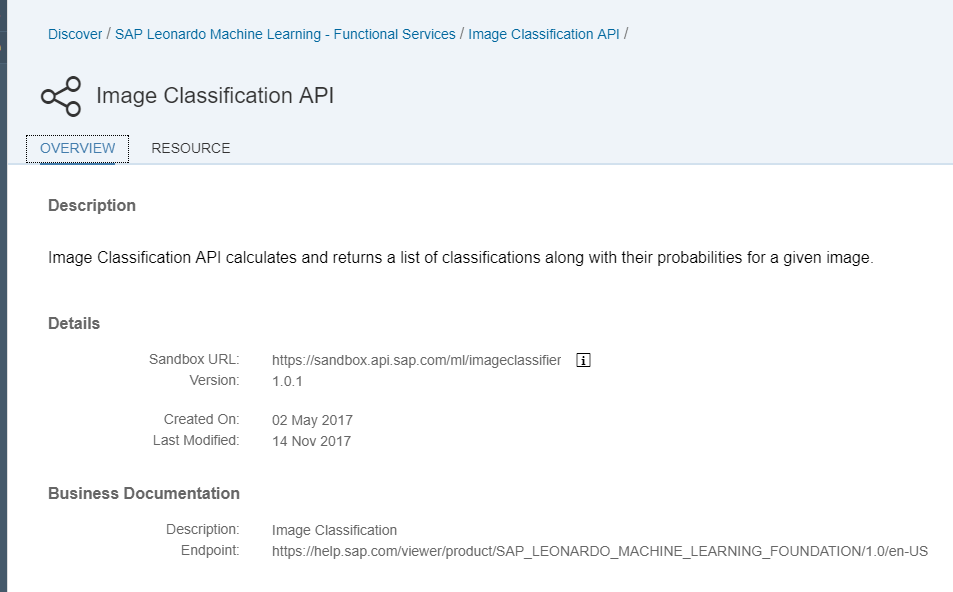 Discover / SAP Leonardo Machine Learning - Functional Services / Image Classification API /
Image Classification API
OVERVIEW RESOURCE
Description
Image Classification API calculates and returns a list of classifications along with their probabilities for a given image.
Details
Sandbox URL: https://sandbox.api.sap.com/ml/imageclassifier i
Version: 1.0.1
Created On: 02 May 2017
Last Modified: 14 Nov 2017
Business Documentation
Description: Image Classification
Endpoint: https://help.sap.com/viewer/product/SAP_LEONARDO_MACHINE_LEARNING_FOUNDATION/1.0/en-US